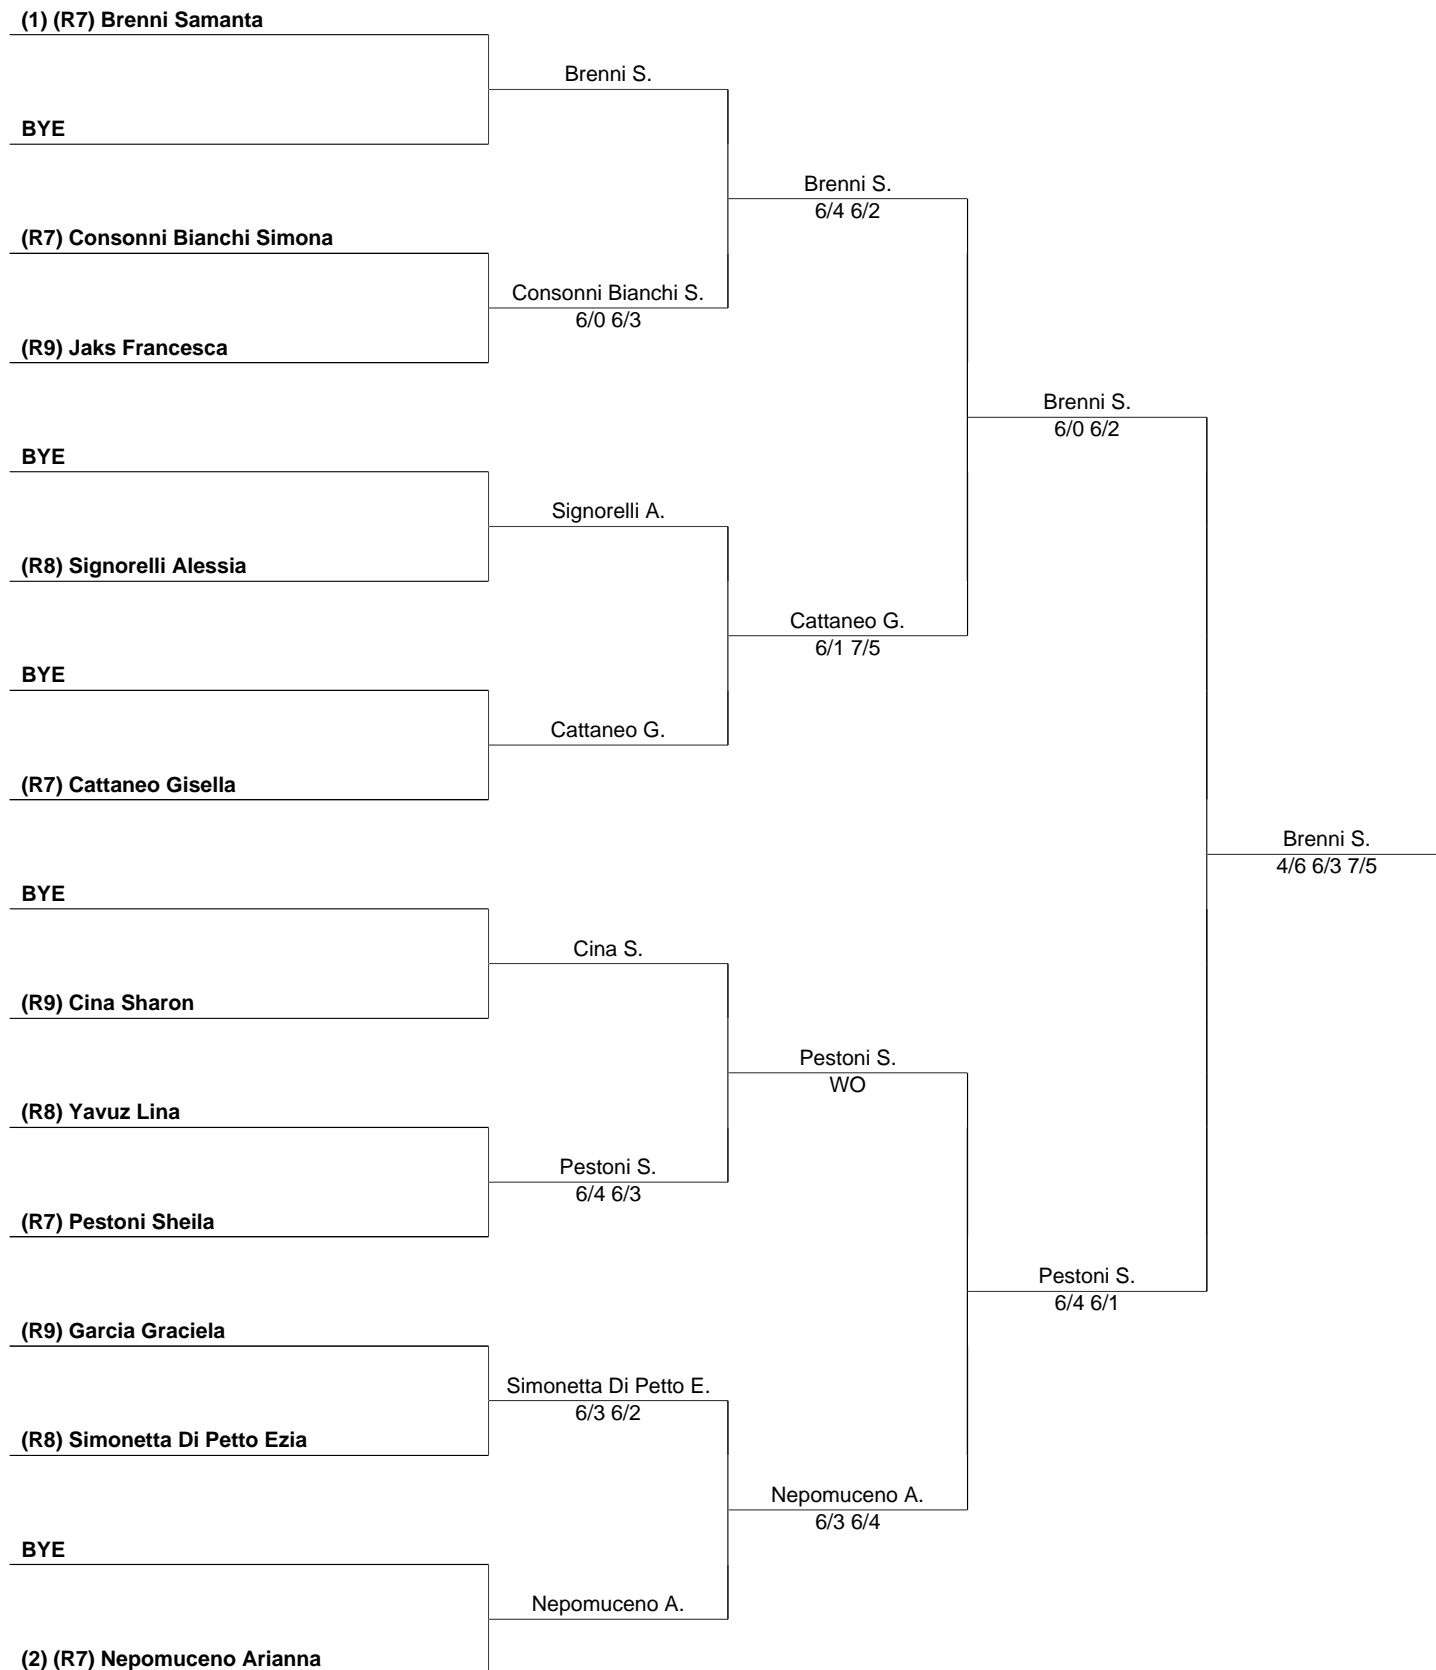 (1) (R7) Brenni Samanta
Brenni S.
BYE
Brenni S.
6/4 6/2
(R7) Consonni Bianchi Simona
Consonni Bianchi S.
6/0 6/3
(R9) Jaks Francesca
Brenni S.
6/0 6/2
BYE
Signorelli A.
(R8) Signorelli Alessia
Cattaneo G.
6/1 7/5
BYE
Cattaneo G.
(R7) Cattaneo Gisella
Brenni S.
4/6 6/3 7/5
BYE
Cina S.
(R9) Cina Sharon
Pestoni S.
WO
(R8) Yavuz Lina
Pestoni S.
6/4 6/3
(R7) Pestoni Sheila
Pestoni S.
6/4 6/1
(R9) Garcia Graciela
Simonetta Di Petto E.
6/3 6/2
(R8) Simonetta Di Petto Ezia
Nepomuceno A.
6/3 6/4
BYE
Nepomuceno A.
(2) (R7) Nepomuceno Arianna